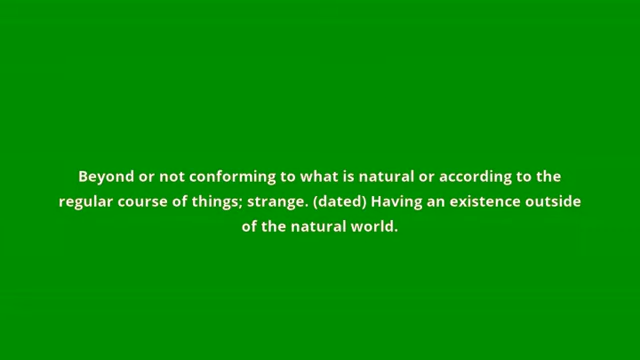 Beyond or not conforming to what is natural or according to the
regular course of things; strange. (dated) Having an existence outside
of the natural world.